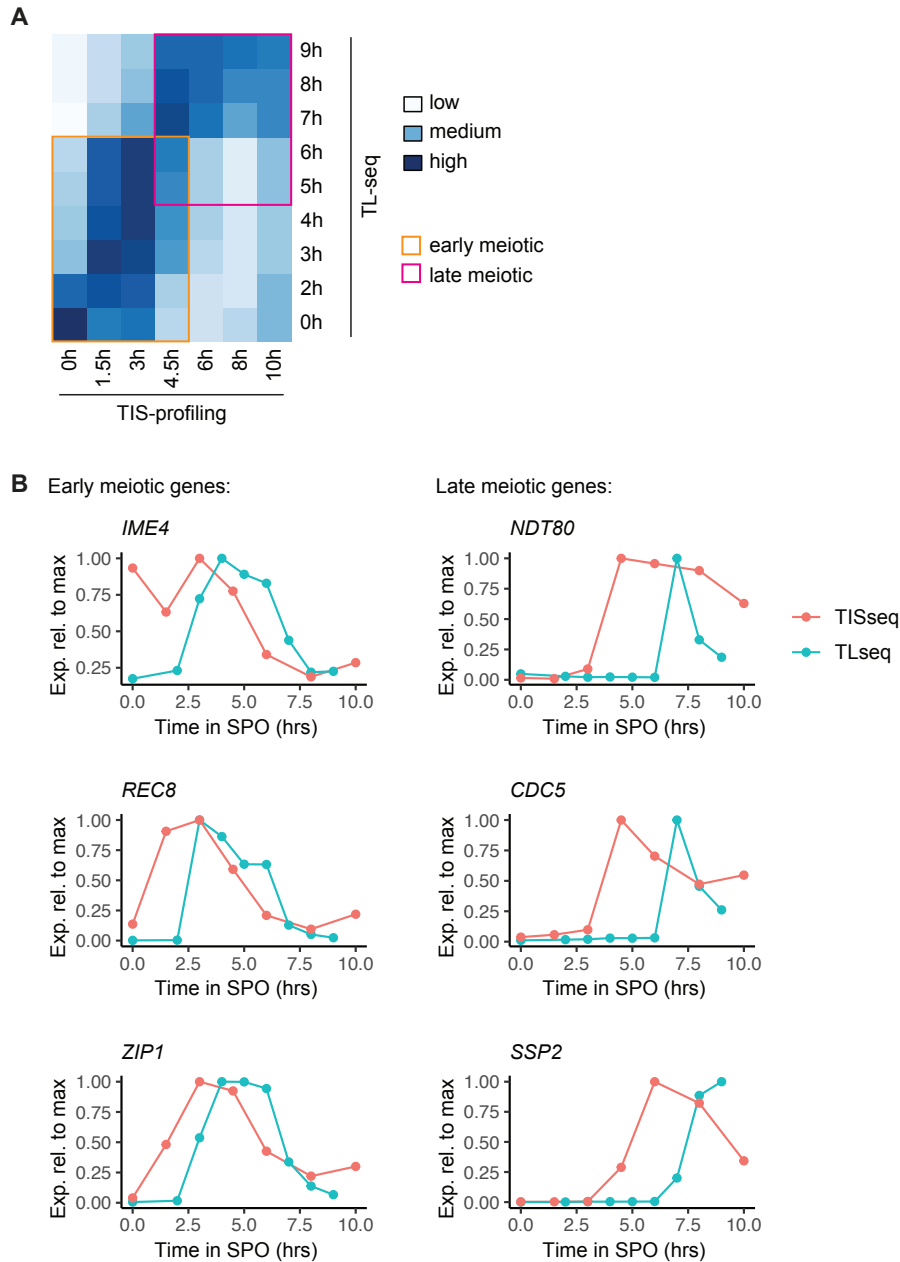 A
9h
8h
7h
6h
5h
4h
3h
2h
0h
TL-seq
low
medium
high
early meiotic
late meiotic
0h 1.5h 3h 4.5h 6h 8h 10h
TIS-profiling
B Early meiotic genes: Late meiotic genes:
IME4
Exp. rel. to max
1.00
0.75
0.50
0.25
0.0 2.5 5.0 7.5 10.0
Time in SPO (hrs)
NDT80
Exp. rel. to max
1.00
0.75
0.50
0.25
0.00
0.0 2.5 5.0 7.5 10.0
Time in SPO (hrs)
TISseq
TLseq
REC8
Exp. rel. to max
1.00
0.75
0.50
0.25
0.00
0.0 2.5 5.0 7.5 10.0
Time in SPO (hrs)
CDC5
Exp. rel. to max
1.00
0.75
0.50
0.25
0.00
0.0 2.5 5.0 7.5 10.0
Time in SPO (hrs)
ZIP1
Exp. rel. to max
1.00
0.75
0.50
0.25
0.00
0.0 2.5 5.0 7.5 10.0
Time in SPO (hrs)
SSP2
Exp. rel. to max
1.00
0.75
0.50
0.25
0.00
0.0 2.5 5.0 7.5 10.0
Time in SPO (hrs)